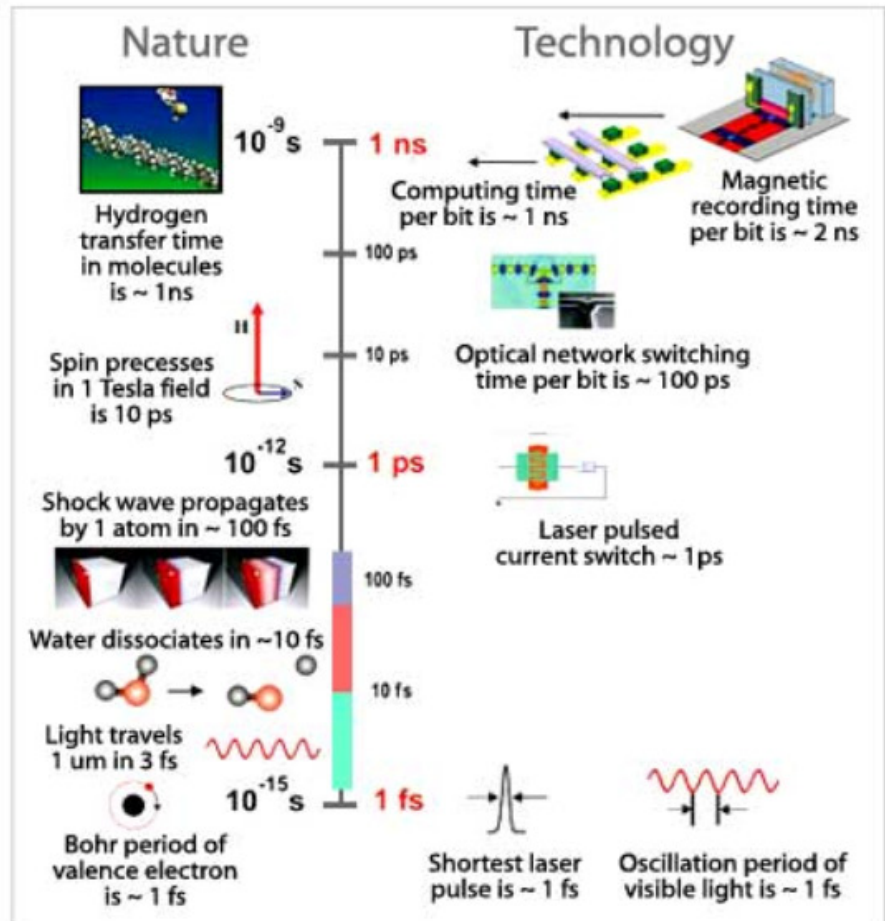 Nature
Technology
10⁻⁹ s
1 ns
Hydrogen
transfer time
in molecules
is ~ 1ns
Computing time
per bit is ~ 1 ns
Magnetic
recording time
per bit is ~ 2 ns
100 ps
H
S
Spin precesses
in 1 Tesla field
is 10 ps
10 ps
Optical network switching
time per bit is ~ 100 ps
10⁻¹² s
1 ps
Shock wave propagates
by 1 atom in ~ 100 fs
Laser pulsed
current switch ~ 1ps
100 fs
Water dissociates in ~10 fs
10 fs
Light travels
1 um in 3 fs
10⁻¹⁵ s
1 fs
Bohr period of
valence electron
is ~ 1 fs
Shortest laser
pulse is ~ 1 fs
Oscillation period of
visible light is ~ 1 fs